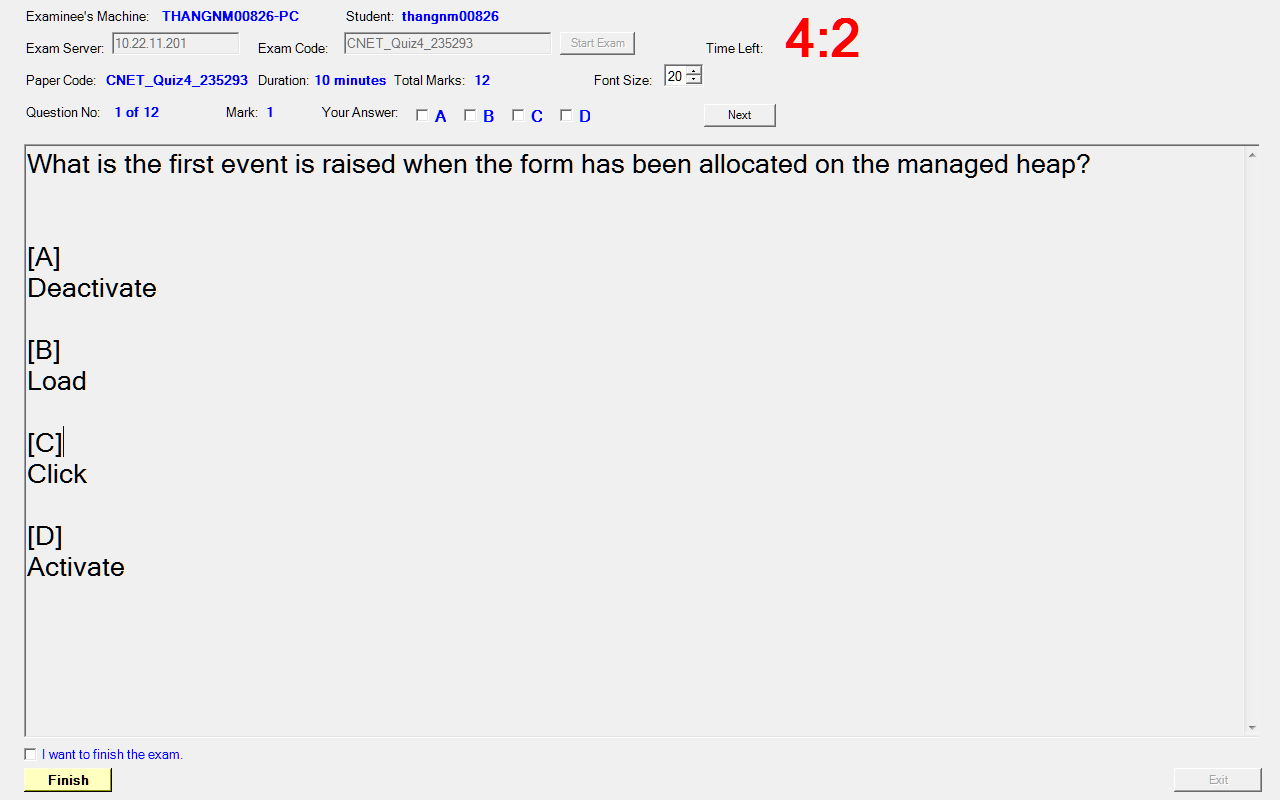 Examinee's Machine: THANGNM00826-PC Student: thangnm00826
Exam Server: 10.22.11.201 Exam Code: CNET_Quiz4_235293 Start Exam Time Left: 4:2
Paper Code: CNET_Quiz4_235293 Duration: 10 minutes Total Marks: 12 Font Size: 20
Question No: 1 of 12 Mark: 1 Your Answer: A B C D Next
What is the first event is raised when the form has been allocated on the managed heap?
[A]
Deactivate
[B]
Load
[C]
Click
[D]
Activate
I want to finish the exam.
Finish Exit